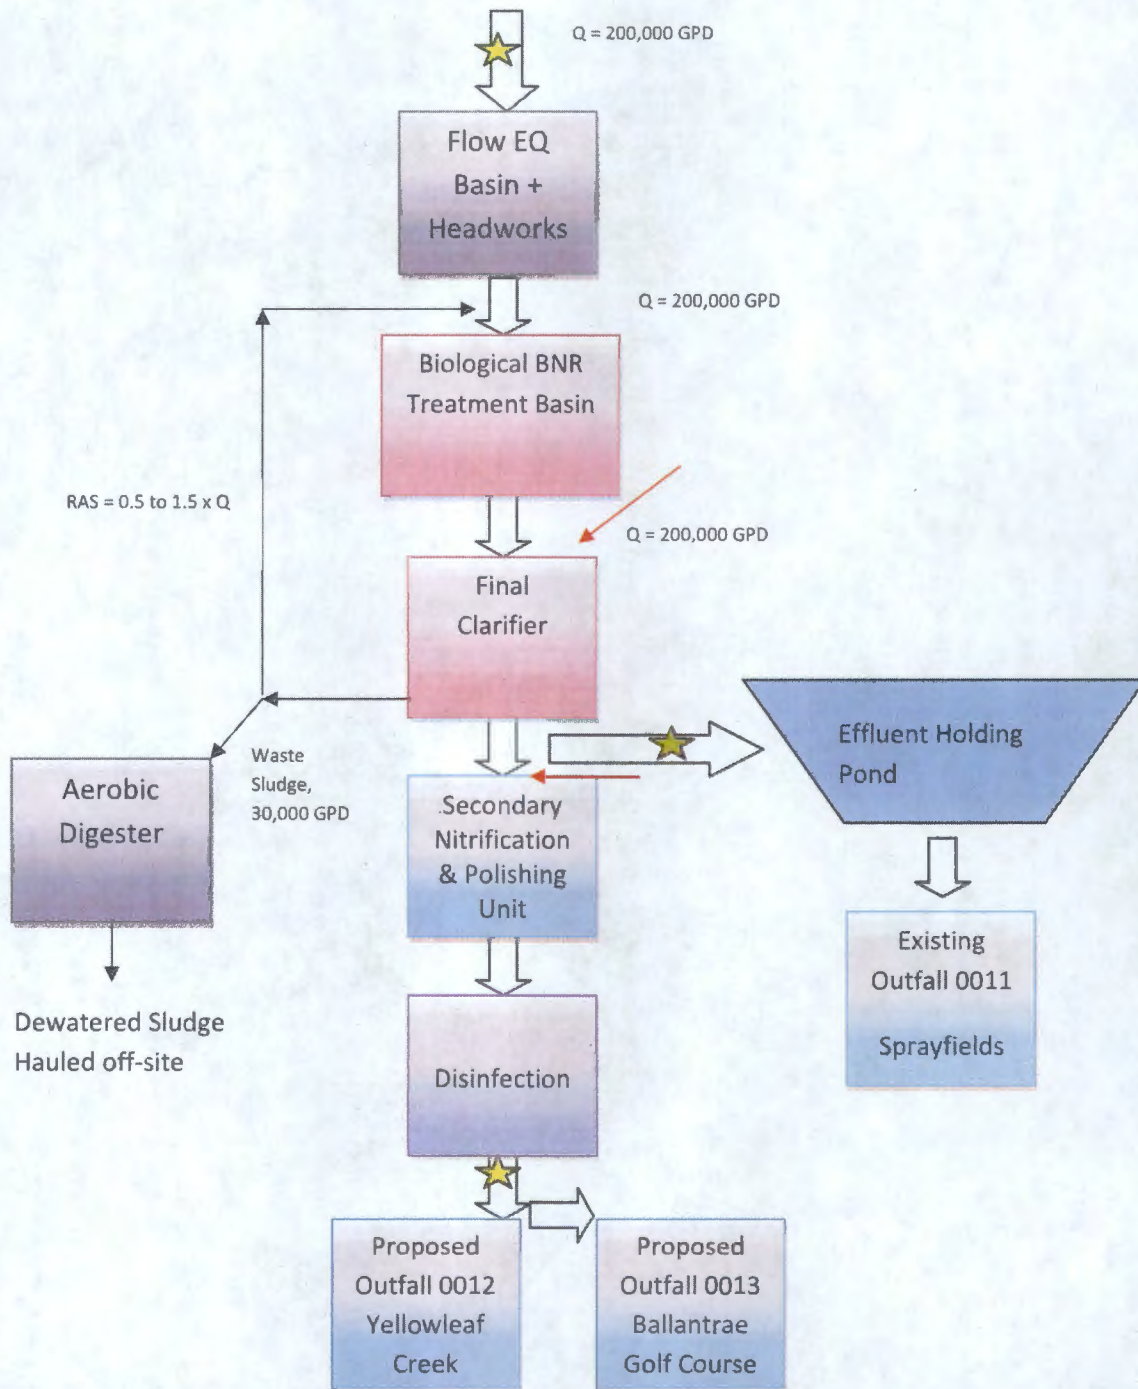 Q = 200,000 GPD
Flow EQ
Basin +
Headworks
Q = 200,000 GPD
Biological BNR
Treatment Basin
RAS = 0.5 to 1.5 x Q
Q = 200,000 GPD
Final
Clarifier
Effluent Holding
Pond
Waste
Sludge,
30,000 GPD
Aerobic
Digester
Secondary
Nitrification
& Polishing
Unit
Existing
Outfall 0011
Sprayfields
Dewatered Sludge
Hauled off-site
Disinfection
Proposed
Outfall 0012
Yellowleaf
Creek
Proposed
Outfall 0013
Ballantrae
Golf Course